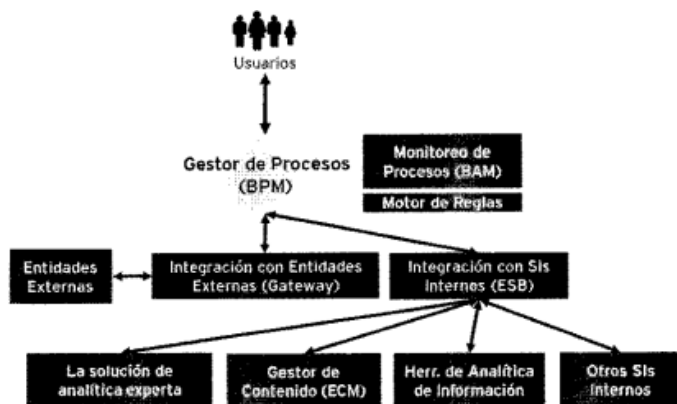 Usuarios
Gestor de Procesos
(BPM)
Monitoreo de
Procesos (BAM)
Motor de Reglas
Entidades
Externas
Integración con Entidades
Externas (Gateway)
Integración con Sis
Internos (ESB)
La solución de
analítica experta
Gestor de
Contenido (ECM)
Herr. de Analítica
de Información
Otros Sis
Internos